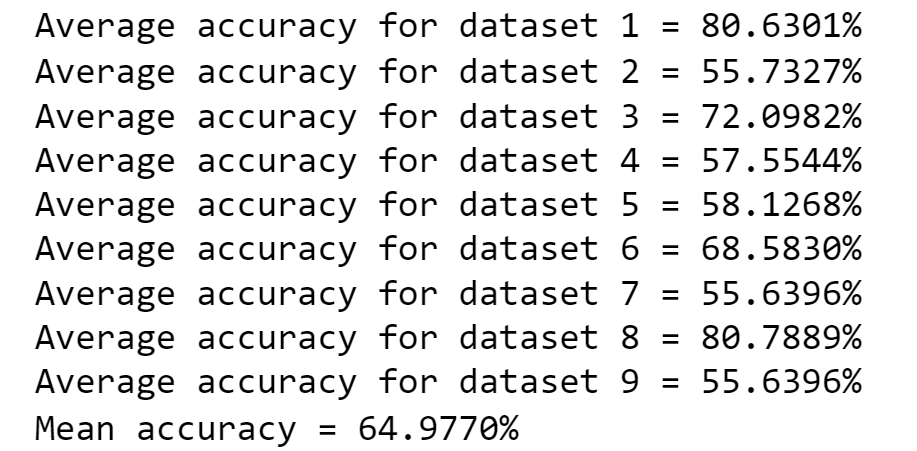 Average accuracy for dataset 1 = 80.6301%
Average accuracy for dataset 2 = 55.7327%
Average accuracy for dataset 3 = 72.0982%
Average accuracy for dataset 4 = 57.5544%
Average accuracy for dataset 5 = 58.1268%
Average accuracy for dataset 6 = 68.5830%
Average accuracy for dataset 7 = 55.6396%
Average accuracy for dataset 8 = 80.7889%
Average accuracy for dataset 9 = 55.6396%
Mean accuracy = 64.9770%